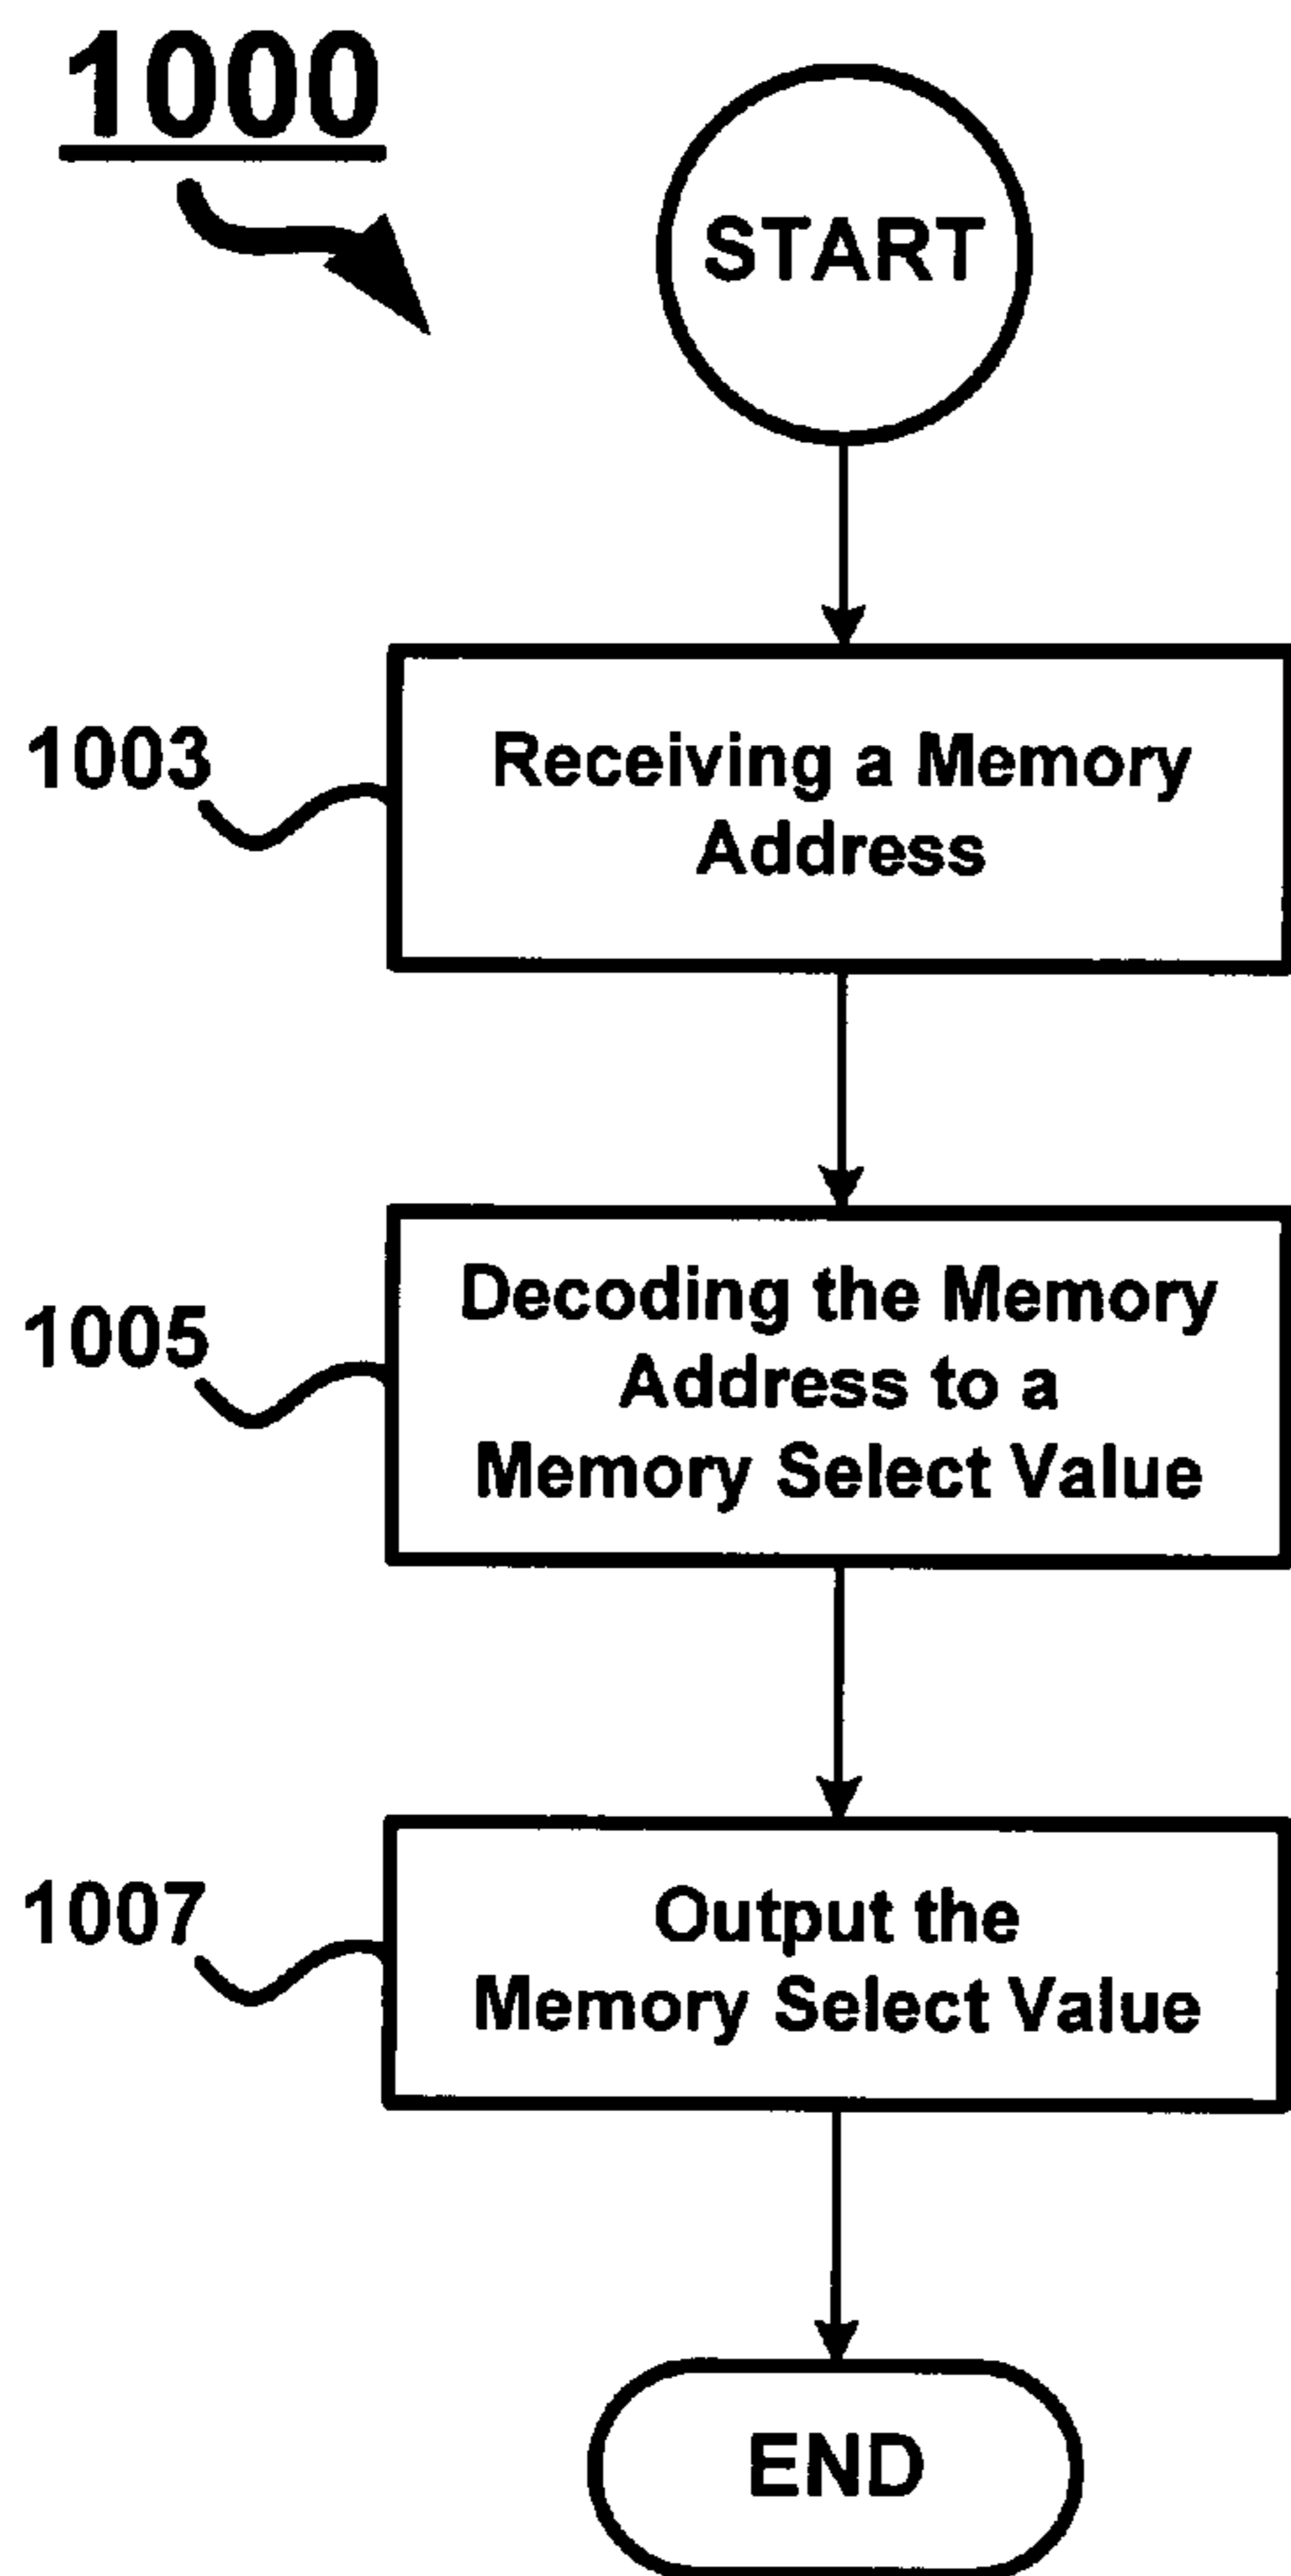 1000
START
1003
Receiving a Memory
Address
1005
Decoding the Memory
Address to a
Memory Select Value
1007
Output the
Memory Select Value
END